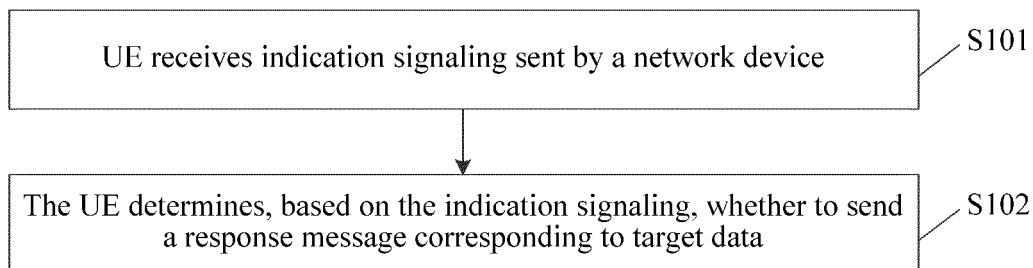 UE receives indication signaling sent by a network device
S101
The UE determines, based on the indication signaling, whether to send
a response message corresponding to target data
S102